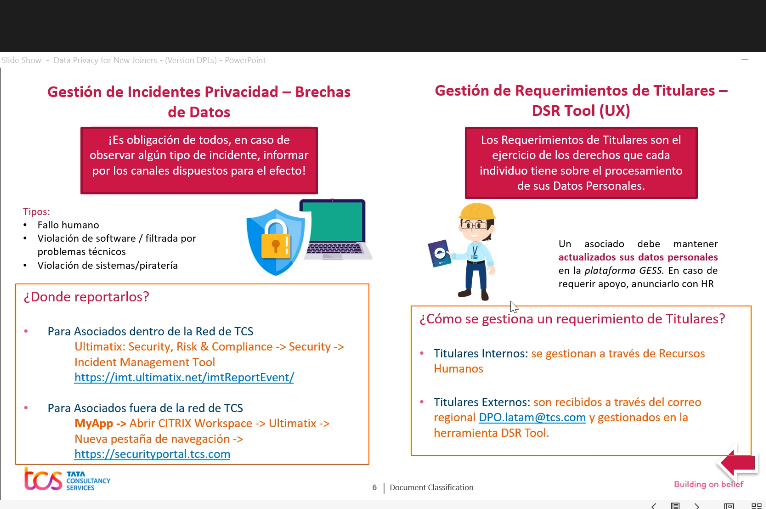 Slide Show - Data Privacy for New Joiners - (Version DPLs) - PowerPoint
Gestión de Incidentes Privacidad – Brechas
de Datos
¡Es obligación de todos, en caso de
observar algún tipo de incidente, informar
por los canales dispuestos para el efecto!
Tipos:
• Fallo humano
• Violación de software / filtrada por
problemas técnicos
• Violación de sistemas/piratería
¿Donde reportarlos?
• Para Asociados dentro de la Red de TCS
Ultimatix: Security, Risk & Compliance -> Security ->
Incident Management Tool
https://imt.ultimatix.net/imtReportEvent/
• Para Asociados fuera de la red de TCS
MyApp -> Abrir CITRIX Workspace -> Ultimatix ->
Nueva pestaña de navegación ->
https://securityportal.tcs.com
Gestión de Requerimientos de Titulares –
DSR Tool (UX)
Los Requerimientos de Titulares son el
ejercicio de los derechos que cada
individuo tiene sobre el procesamiento
de sus Datos Personales.
Un asociado debe mantener
actualizados sus datos personales
en la plataforma GESS. En caso de
requerir apoyo, anunciarlo con HR
¿Cómo se gestiona un requerimiento de Titulares?
• Titulares Internos: se gestionan a través de Recursos
Humanos
• Titulares Externos: son recibidos a través del correo
regional DPO.latam@tcs.com y gestionados en la
herramienta DSR Tool.
tcs TATA
CONSULTANCY
SERVICES
6 | Document Classification
Building on belief